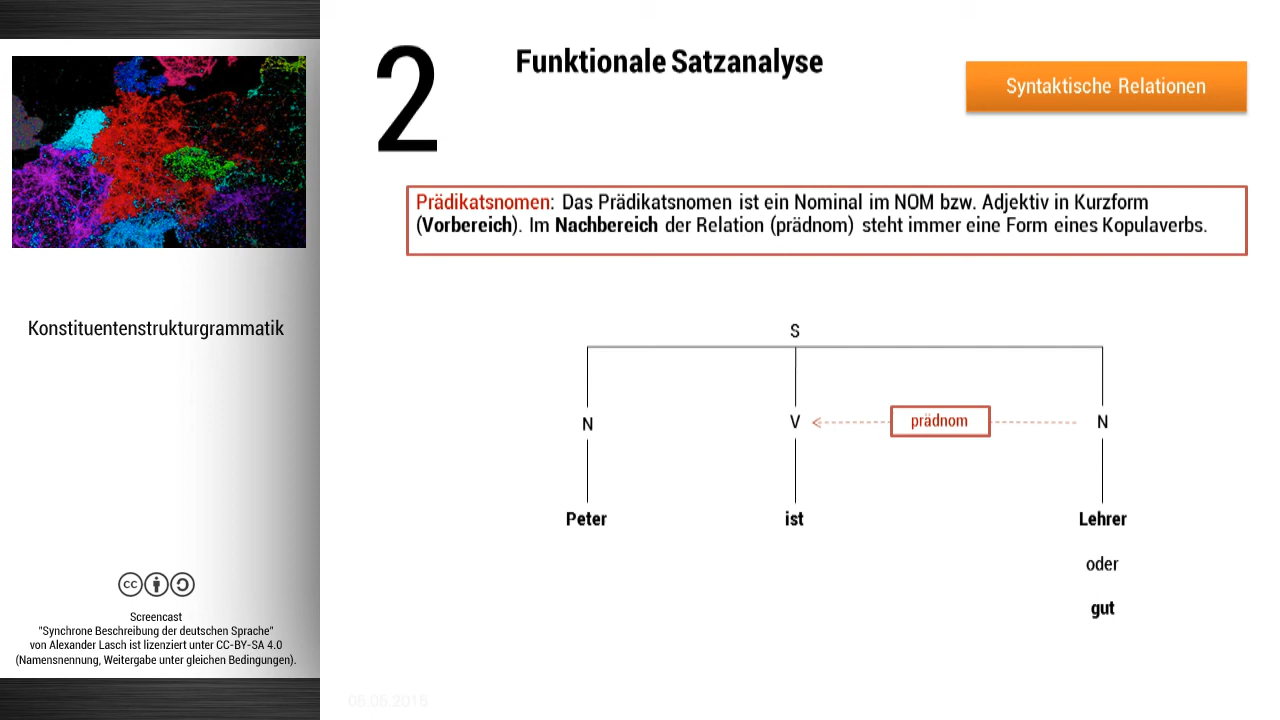 2
Funktionale Satzanalyse
Syntaktische Relationen
Prädikatsnomen: Das Prädikatsnomen ist ein Nominal im NOM bzw. Adjektiv in Kurzform
(Vorbereich). Im Nachbereich der Relation (prädnom) steht immer eine Form eines Kopulaverbs.
Konstituentenstrukturgrammatik
S
N V prädnom N
Peter ist Lehrer
oder
gut
cc
Screencast
"Synchrone Beschreibung der deutschen Sprache"
von Alexander Lasch ist lizenziert unter CC-BY-SA 4.0
(Namensnennung, Weitergabe unter gleichen Bedingungen).